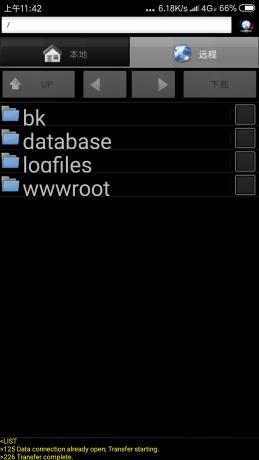 上午11:42 ... 6.18K/s 4G 66%
/
本地 远程
UP 下载
bk
database
logfiles
wwwroot
<LIST
>125 Data connection already open; Transfer starting.
>226 Transfer complete.